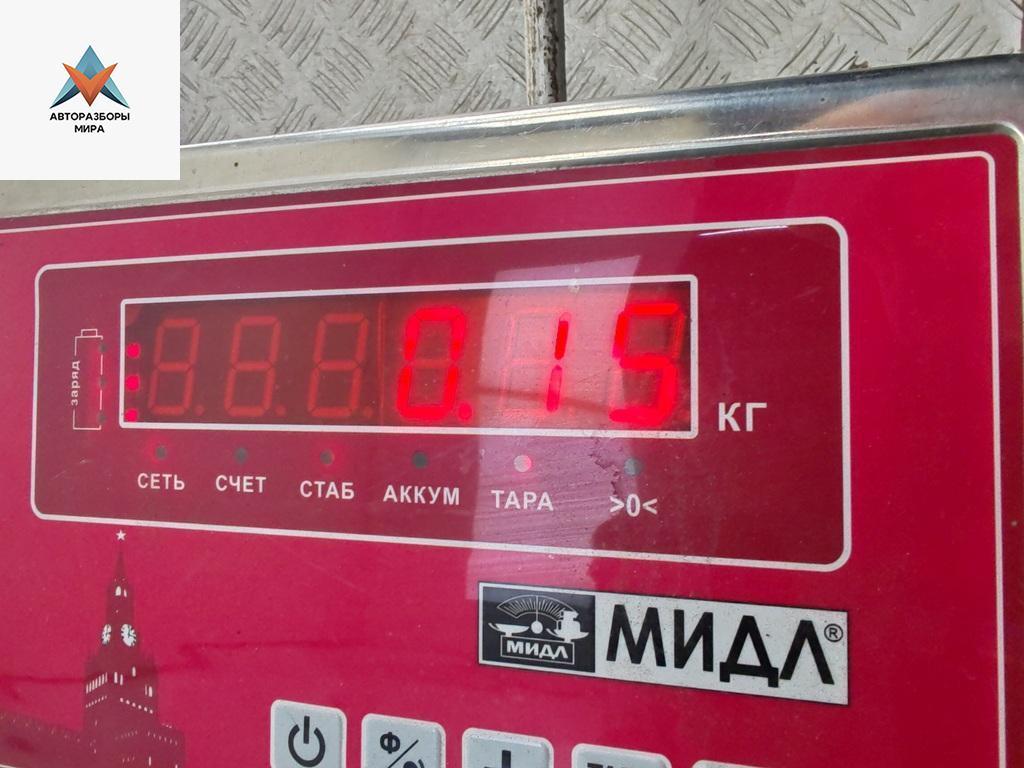 АВТОРАЗБОРЫ
МИРА
заряд
0.15
КГ
СЕТЬ СЧЕТ СТАБ АККУМ ТАРА >0<
МИДЛ МИДЛ®
Ф/